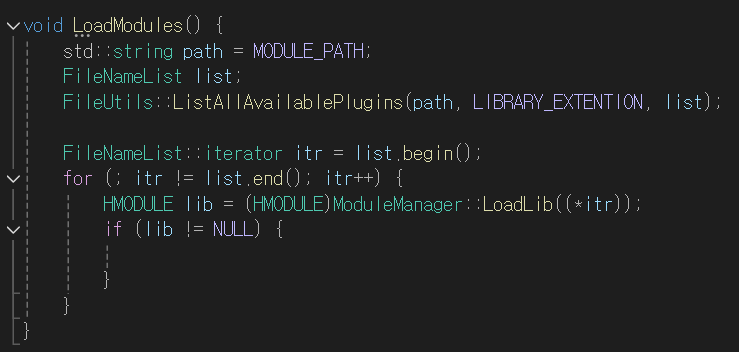 void LoadModules() {
std::string path = MODULE_PATH;
FileNameList list;
FileUtils::ListAllAvailablePlugins(path, LIBRARY_EXTENTION, list);
FileNameList::iterator itr = list.begin();
for (; itr != list.end(); itr++) {
HMODULE lib = (HMODULE)ModuleManager::LoadLib((*itr));
if (lib != NULL) {
}
}
}